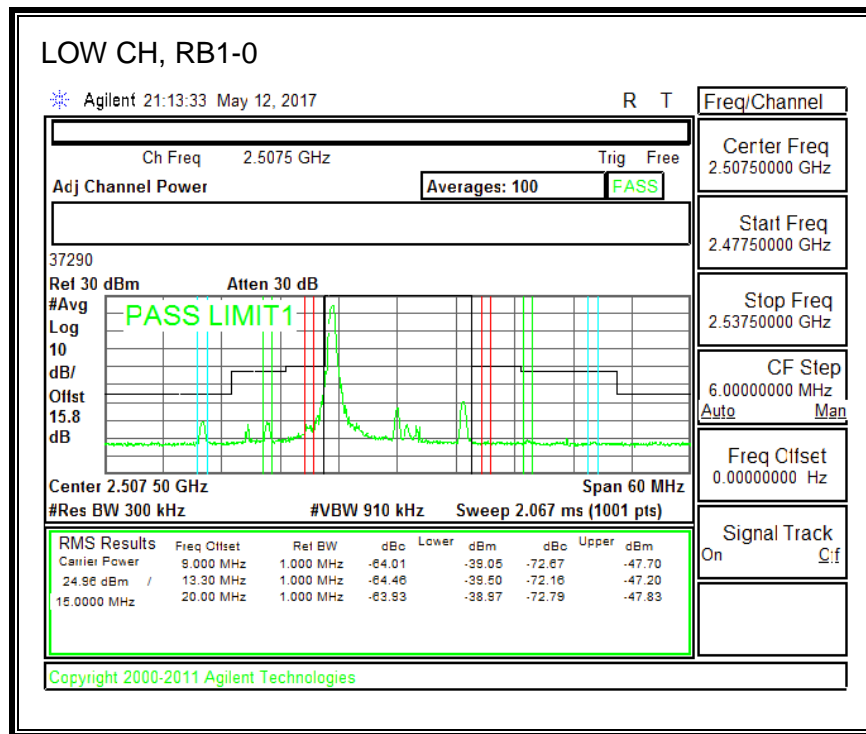 LOW CH, RB1-0
Agilent 21:13:33 May 12, 2017 R T
Freq/Channel
Ch Freq 2.5075 GHz Trig Free
Adj Channel Power Averages: 100 PASS
Center Freq
2.50750000 GHz
Start Freq
2.47750000 GHz
Stop Freq
2.53750000 GHz
CF Step
6.00000000 MHz
Auto Man
Freq Offset
0.00000000 Hz
Signal Track
On Off
37290
Ref 30 dBm Atten 30 dB
#Avg
Log
10
dB/
Offst
15.8
dB
PASS LIMIT1
Center 2.507 50 GHz Span 60 MHz
#Res BW 300 kHz #VBW 910 kHz Sweep 2.067 ms (1001 pts)
RMS Results Freq Offset Ref BW dBc Lower dBm dBc Upper dBm
Carrier Power 9.000 MHz 1.000 MHz -64.01 -39.05 -72.67 -47.70
24.96 dBm / 13.30 MHz 1.000 MHz -64.46 -39.50 -72.16 -47.20
15.0000 MHz 20.00 MHz 1.000 MHz -63.93 -38.97 -72.79 -47.83
Copyright 2000-2011 Agilent Technologies